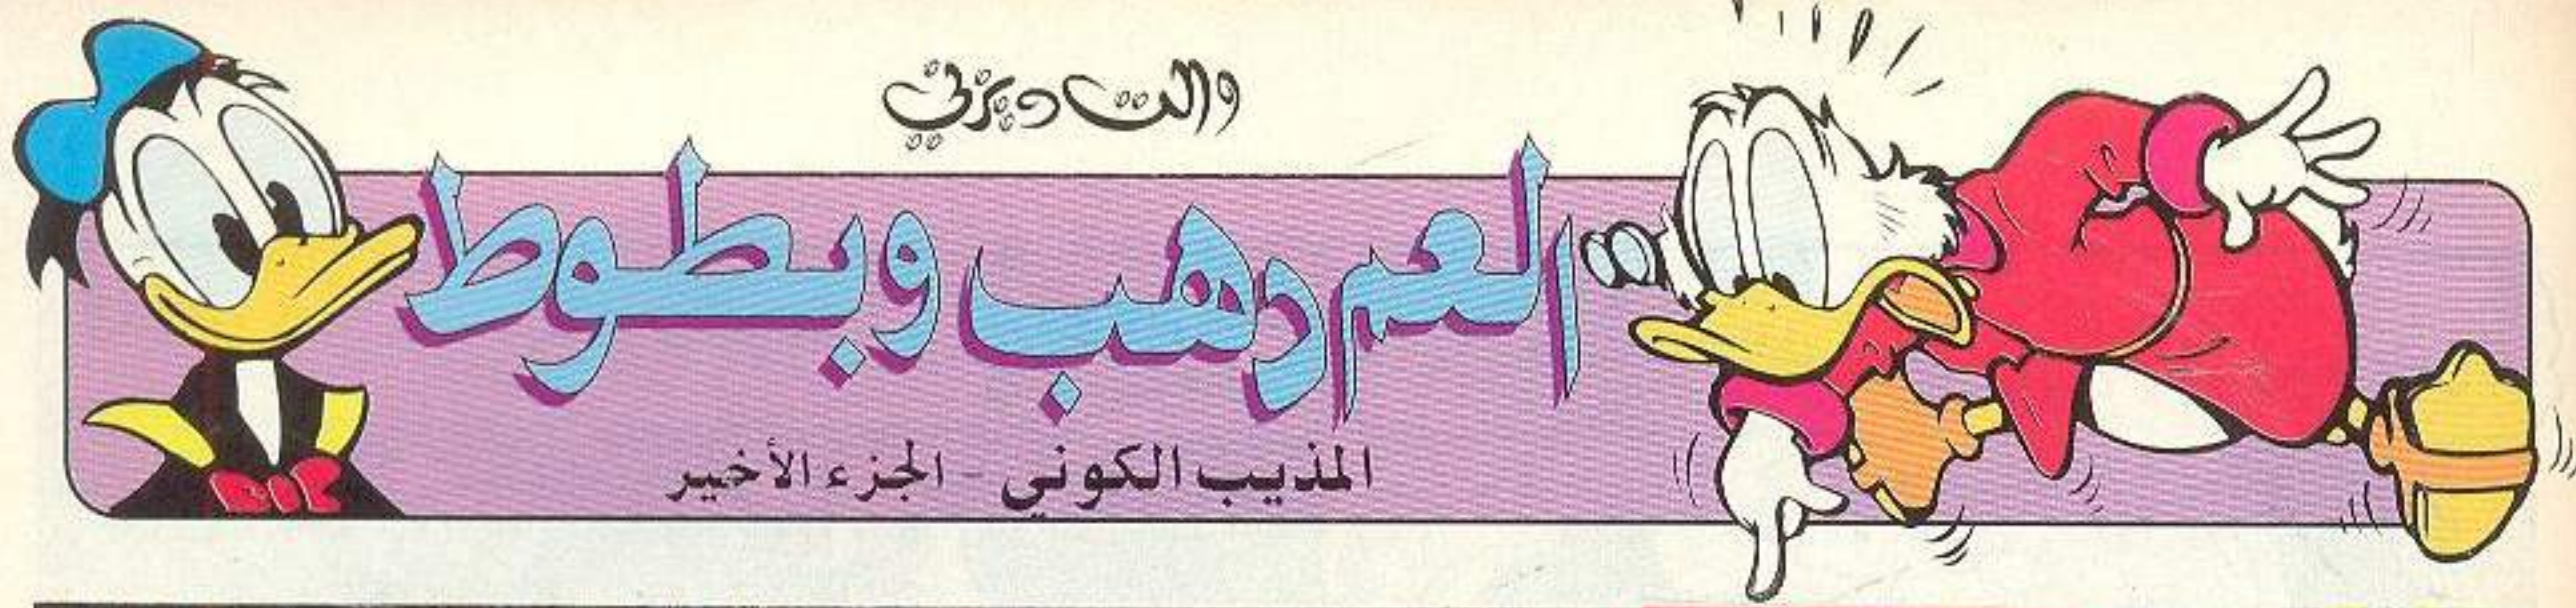 والت ديزني
العم دهب وبطوط
المذيب الكوني - الجزء الأخير